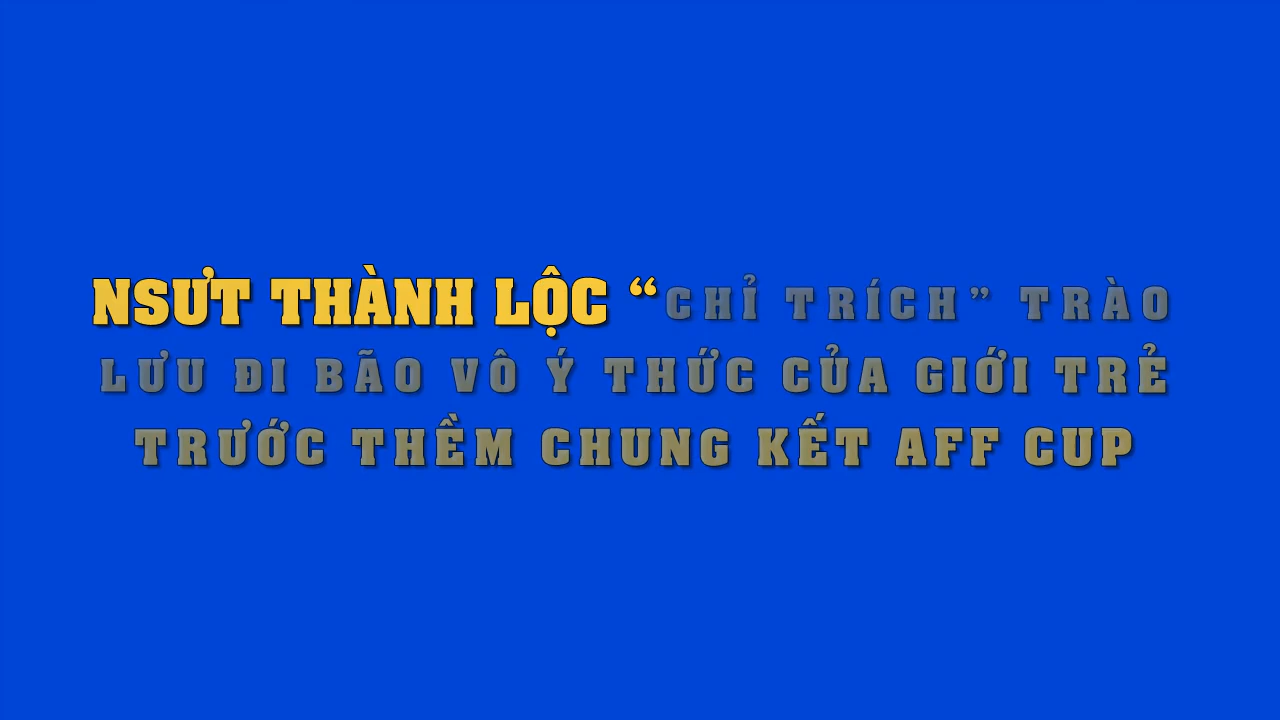 NSƯT THÀNH LỘC “CHỈ TRÍCH” TRÀO
LƯU ĐI BÃO VÔ Ý THỨC CỦA GIỚI TRẺ
TRƯỚC THỀM CHUNG KẾT AFF CUP